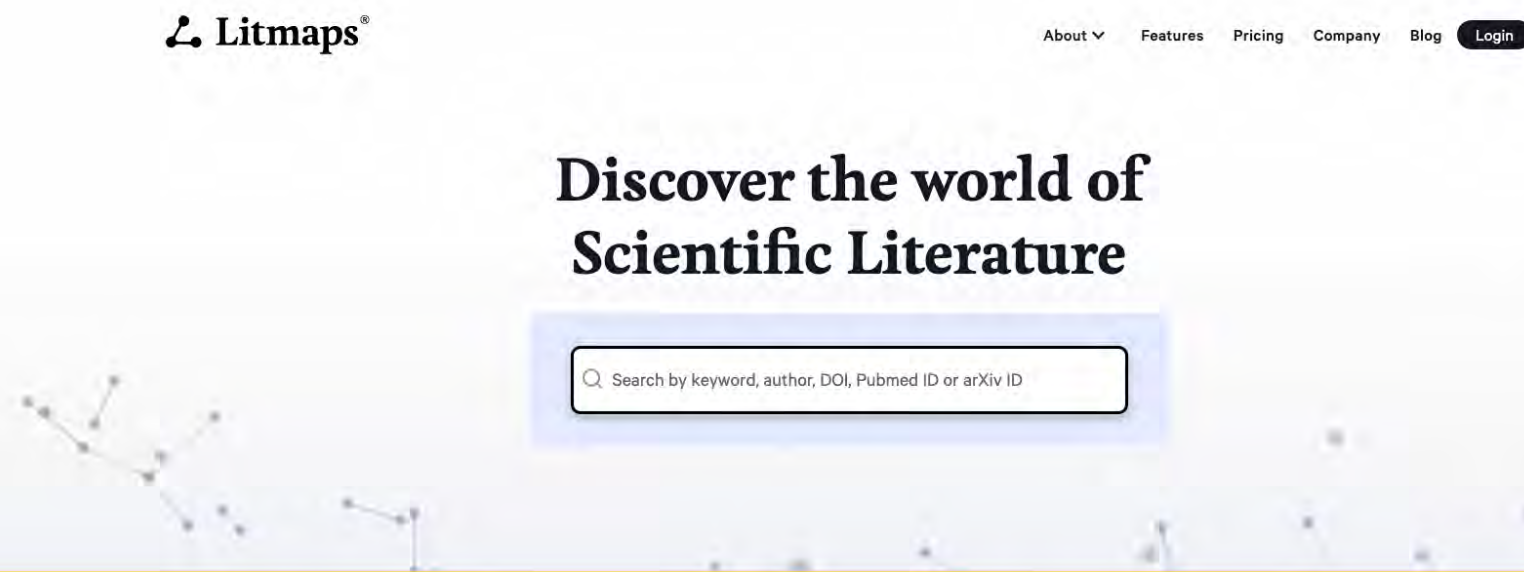 Litmaps®
About Features Pricing Company Blog Login
Discover the world of
Scientific Literature
Search by keyword, author, DOI, Pubmed ID or arXiv ID